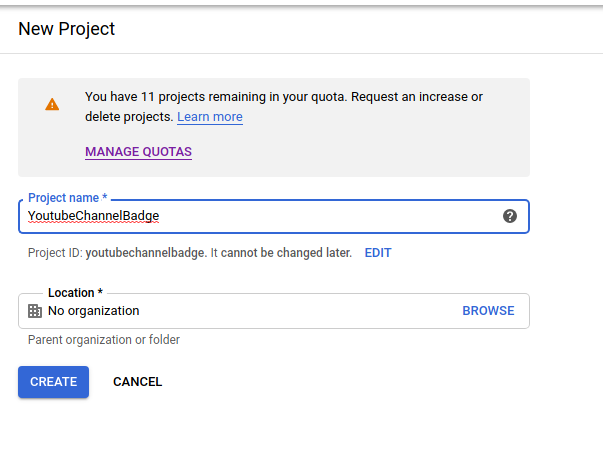 New Project
You have 11 projects remaining in your quota. Request an increase or
delete projects. Learn more
MANAGE QUOTAS
Project name *
YoutubeChannelBadge
Project ID: youtubechannelbadge. It cannot be changed later. EDIT
Location *
No organization BROWSE
Parent organization or folder
CREATE CANCEL